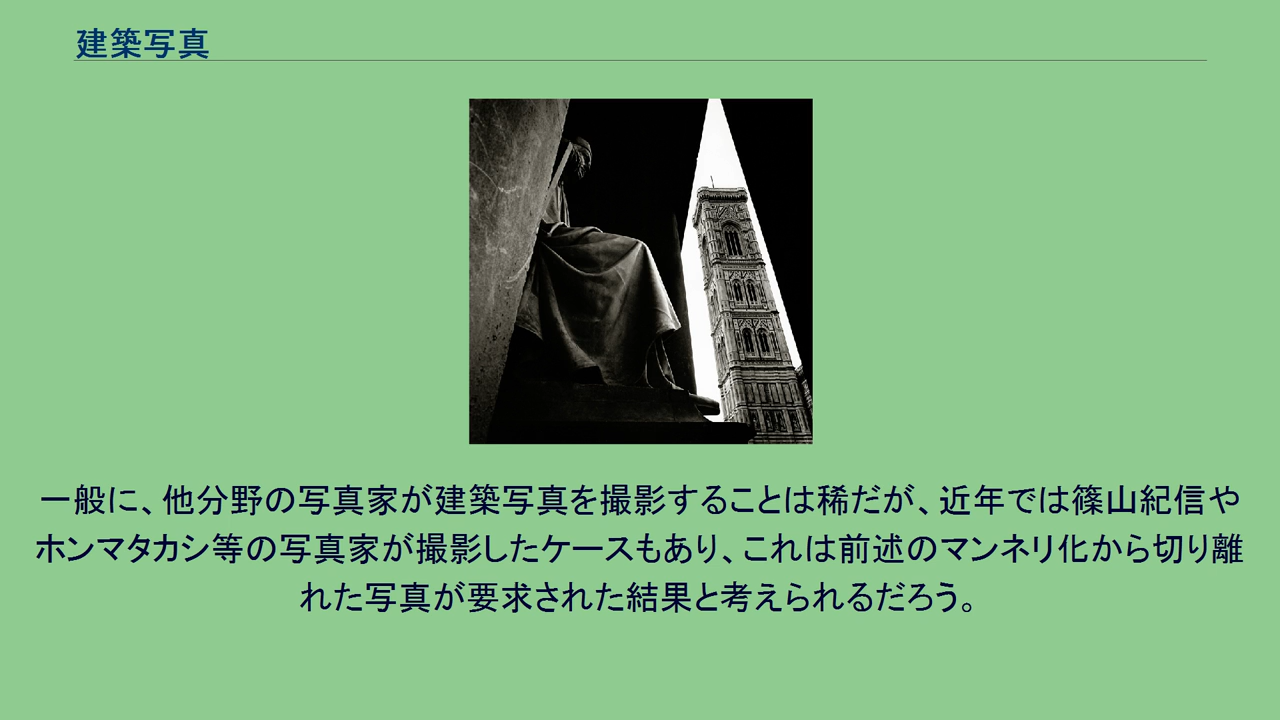 建築写真
一般に、他分野の写真家が建築写真を撮影することは稀だが、近年では篠山紀信や
ホンマタカシ等の写真家が撮影したケースもあり、これは前述のマンネリ化から切り離
れた写真が要求された結果と考えられるだろう。